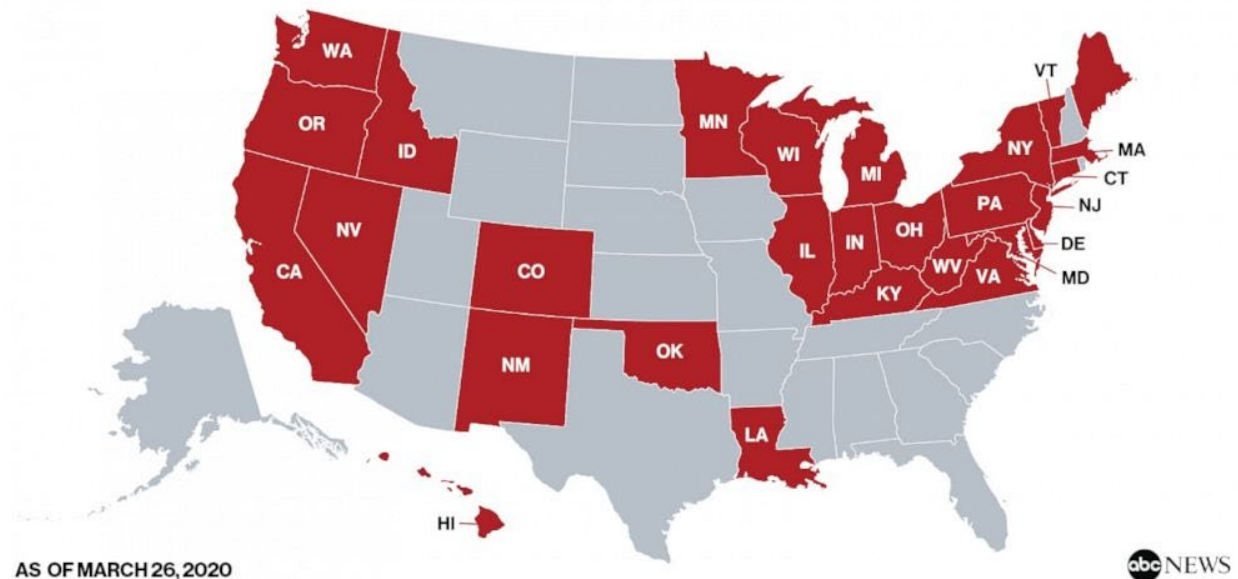 WA
VT
OR
MN
ID
WI
NY
MA
MI
CT
PA
NJ
NV
OH
IL
IN
DE
CA
CO
WV
VA
MD
KY
OK
NM
LA
HI
AS OF MARCH 26, 2020
abc NEWS